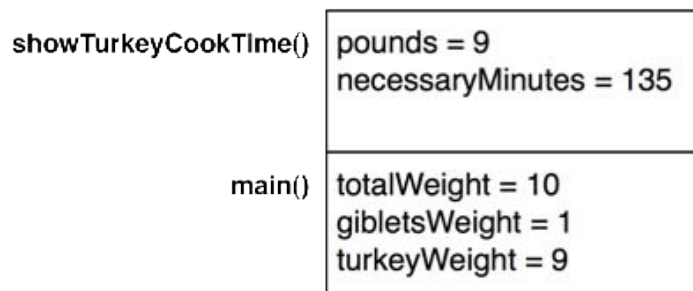 showTurkeyCookTIme() pounds = 9
necessaryMinutes = 135
main() totalWeight = 10
gibletsWeight = 1
turkeyWeight = 9